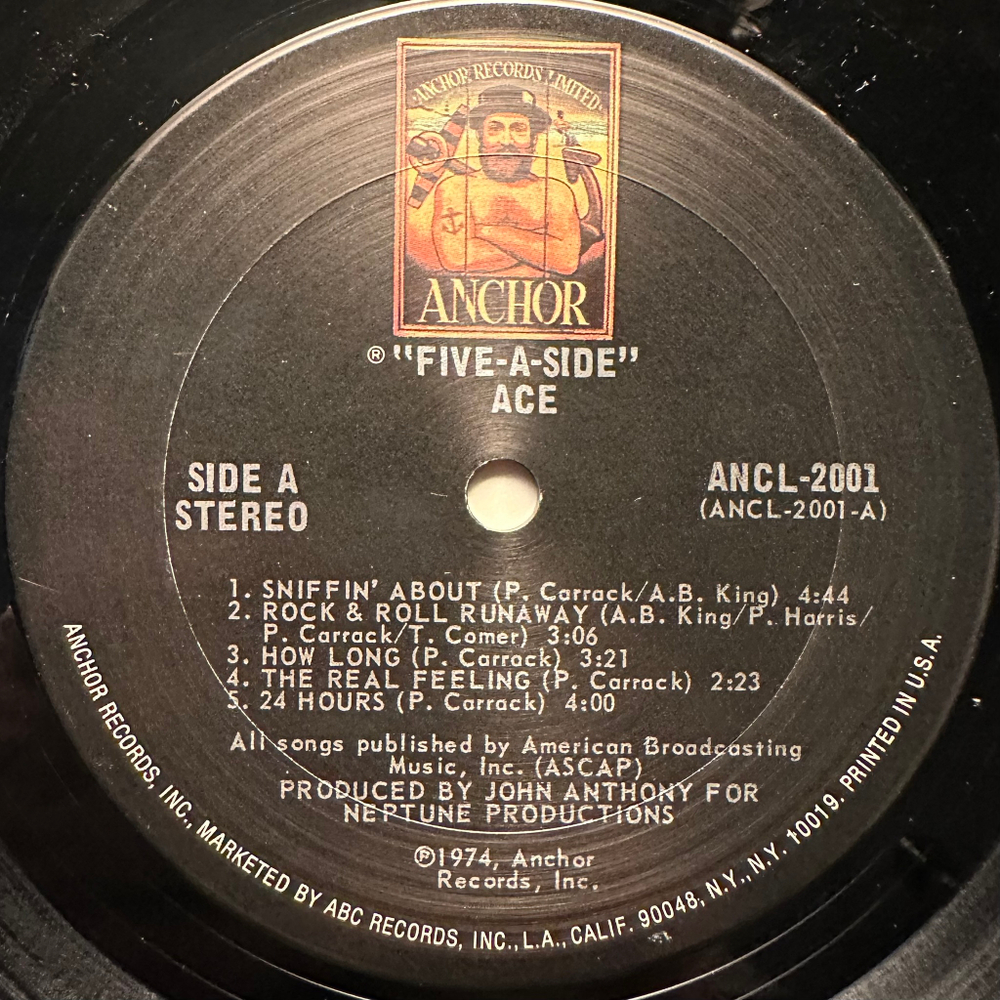 ANCHOR RECORDS LIMITED
ANCHOR
® "FIVE-A-SIDE"
ACE
SIDE A
STEREO
ANCL-2001
(ANCL-2001-A)
1. SNIFFIN' ABOUT (P. Carrack/A.B. King) 4:44
2. ROCK & ROLL RUNAWAY (A.B. King/P. Harris/
P. Carrack/T. Comer) 3:06
3. HOW LONG (P. Carrack) 3:21
4. THE REAL FEELING (P. Carrack) 2:23
5. 24 HOURS (P. Carrack) 4:00
All songs published by American Broadcasting
Music, Inc. (ASCAP)
PRODUCED BY JOHN ANTHONY FOR
NEPTUNE PRODUCTIONS
℗1974, Anchor
Records, Inc.
ANCHOR RECORDS, INC., MARKETED BY ABC RECORDS, INC., L.A., CALIF. 90048, N.Y., N.Y. 10019. PRINTED IN U.S.A.